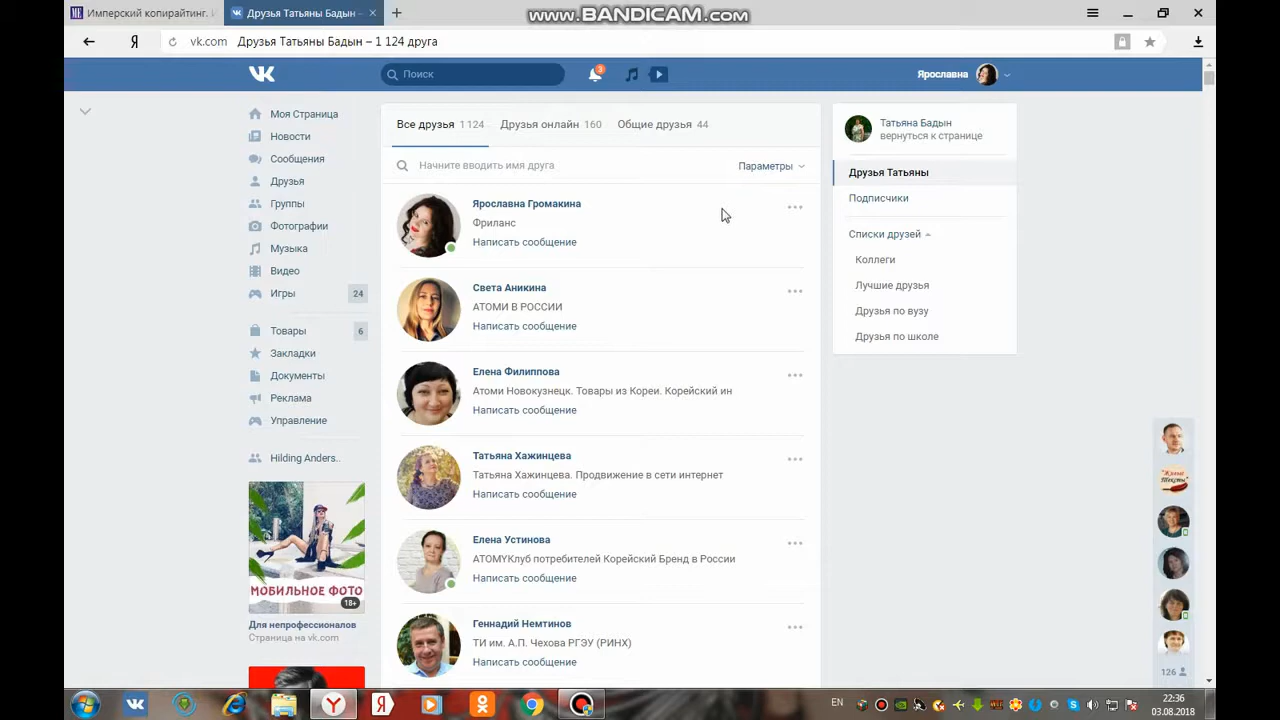 Имперский копирайтинг. И
Друзья Татьяны Бадын –
www.BANDICAM.com
Я
vk.com Друзья Татьяны Бадын – 1 124 друга
Поиск
3
Ярославна
Моя Страница
Новости
Сообщения
Друзья
Группы
Фотографии
Музыка
Видео
Игры 24
Товары 6
Закладки
Документы
Реклама
Управление
Hilding Anders..
МОБИЛЬНОЕ ФОТО
18+
Для непрофессионалов
Страница на vk.com
Все друзья 1 124 Друзья онлайн 160 Общие друзья 44
Начните вводить имя друга Параметры
Ярославна Громакина
Фриланс
Написать сообщение
Света Аникина
АТОМИ В РОССИИ
Написать сообщение
Елена Филиппова
Атоми Новокузнецк. Товары из Кореи. Корейский ин
Написать сообщение
Татьяна Хажинцева
Татьяна Хажинцева. Продвижение в сети интернет
Написать сообщение
Елена Устинова
АТОМУКлуб потребителей Корейский Бренд в России
Написать сообщение
Геннадий Немтинов
ТИ им. А.П. Чехова РГЭУ (РИНХ)
Написать сообщение
Татьяна Бадын
вернуться к странице
Друзья Татьяны
Подписчики
Списки друзей
Коллеги
Лучшие друзья
Друзья по вузу
Друзья по школе
"Живые
Тексты"
126
EN
22:36
03.08.2018